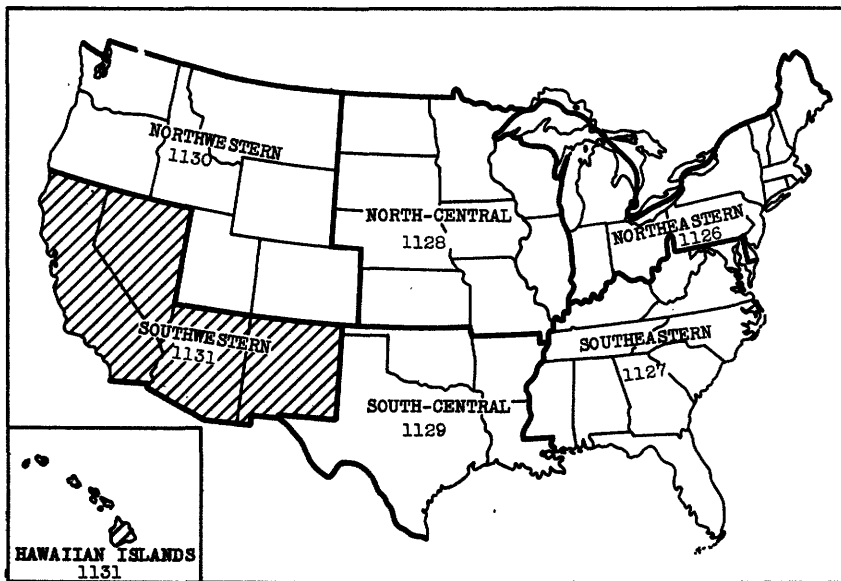 NORTHWESTERN
1130
NORTH-CENTRAL
1128
NORTHEASTERN
1126
SOUTHWESTERN
1131
SOUTHEASTERN
1127
SOUTH-CENTRAL
1129
HAWAIIAN ISLANDS
1131